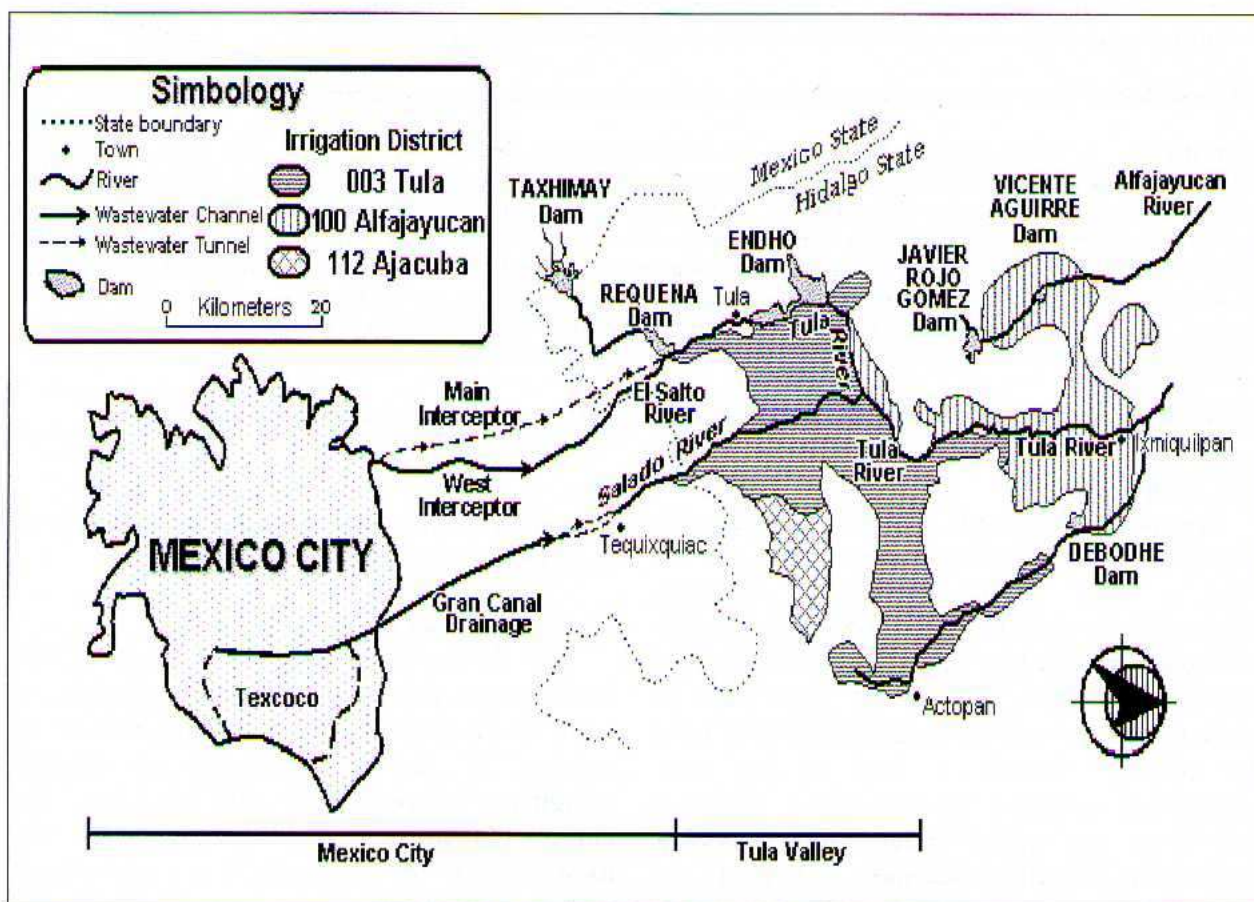 Simbology
State boundary
Town
River
Wastewater Channel
Wastewater Tunnel
Dam
Irrigation District
003 Tula
100 Alfajayucan
112 Ajacuba
0 Kilometers 20
Mexico State
Hidalgo State
TAXHIMAY
Dam
REQUENA
Dam
Tula
ENDHO
Dam
VICENTE
AGUIRRE
Dam
Alfajayucan
River
JAVIER
ROJO
GOMEZ
Dam
Tula
River
Main
Interceptor
El Salto
River
West
Interceptor
Salado River
Tula
River
Tula River
Ixmiquilpan
MEXICO CITY
Tequixquiac
DEBODHE
Dam
Gran Canal
Drainage
Texcoco
Actopan
Mexico City
Tula Valley